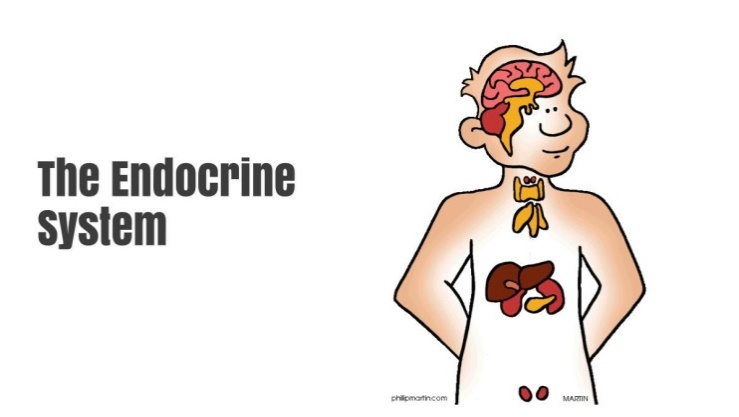 The Endocrine
System
phillipmartin.com
MARTIN